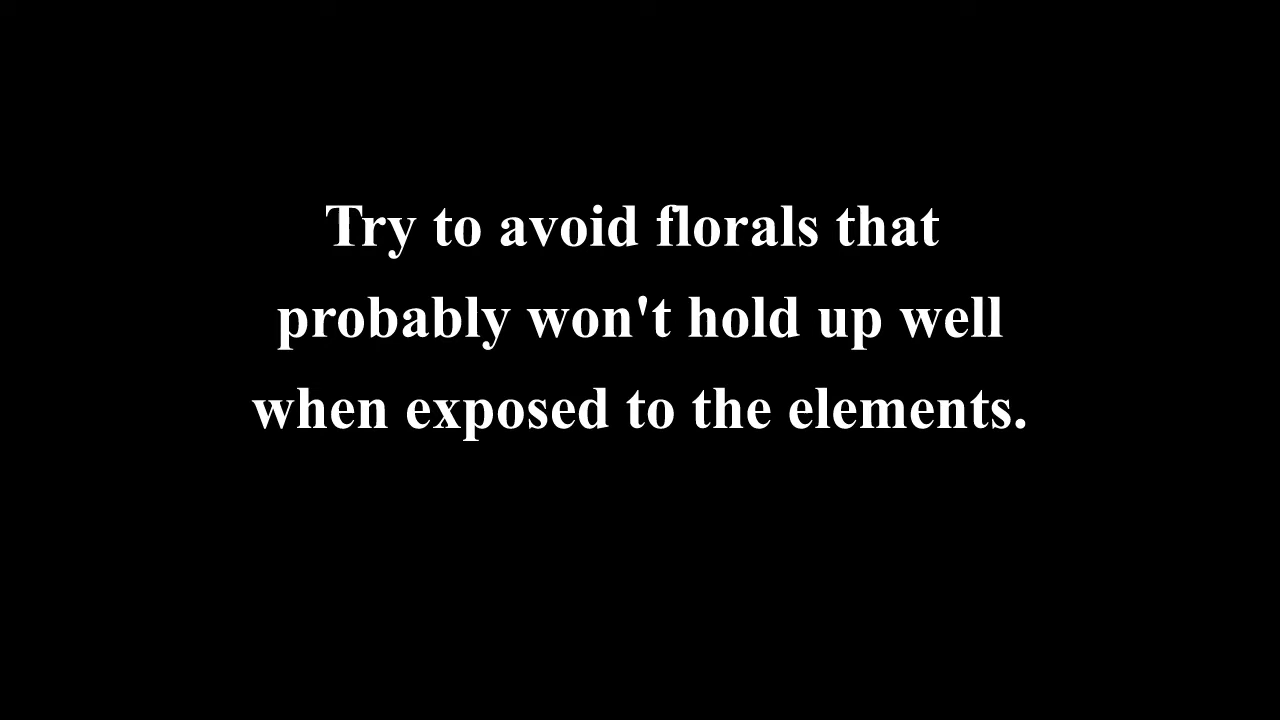 Try to avoid florals that
probably won't hold up well
when exposed to the elements.